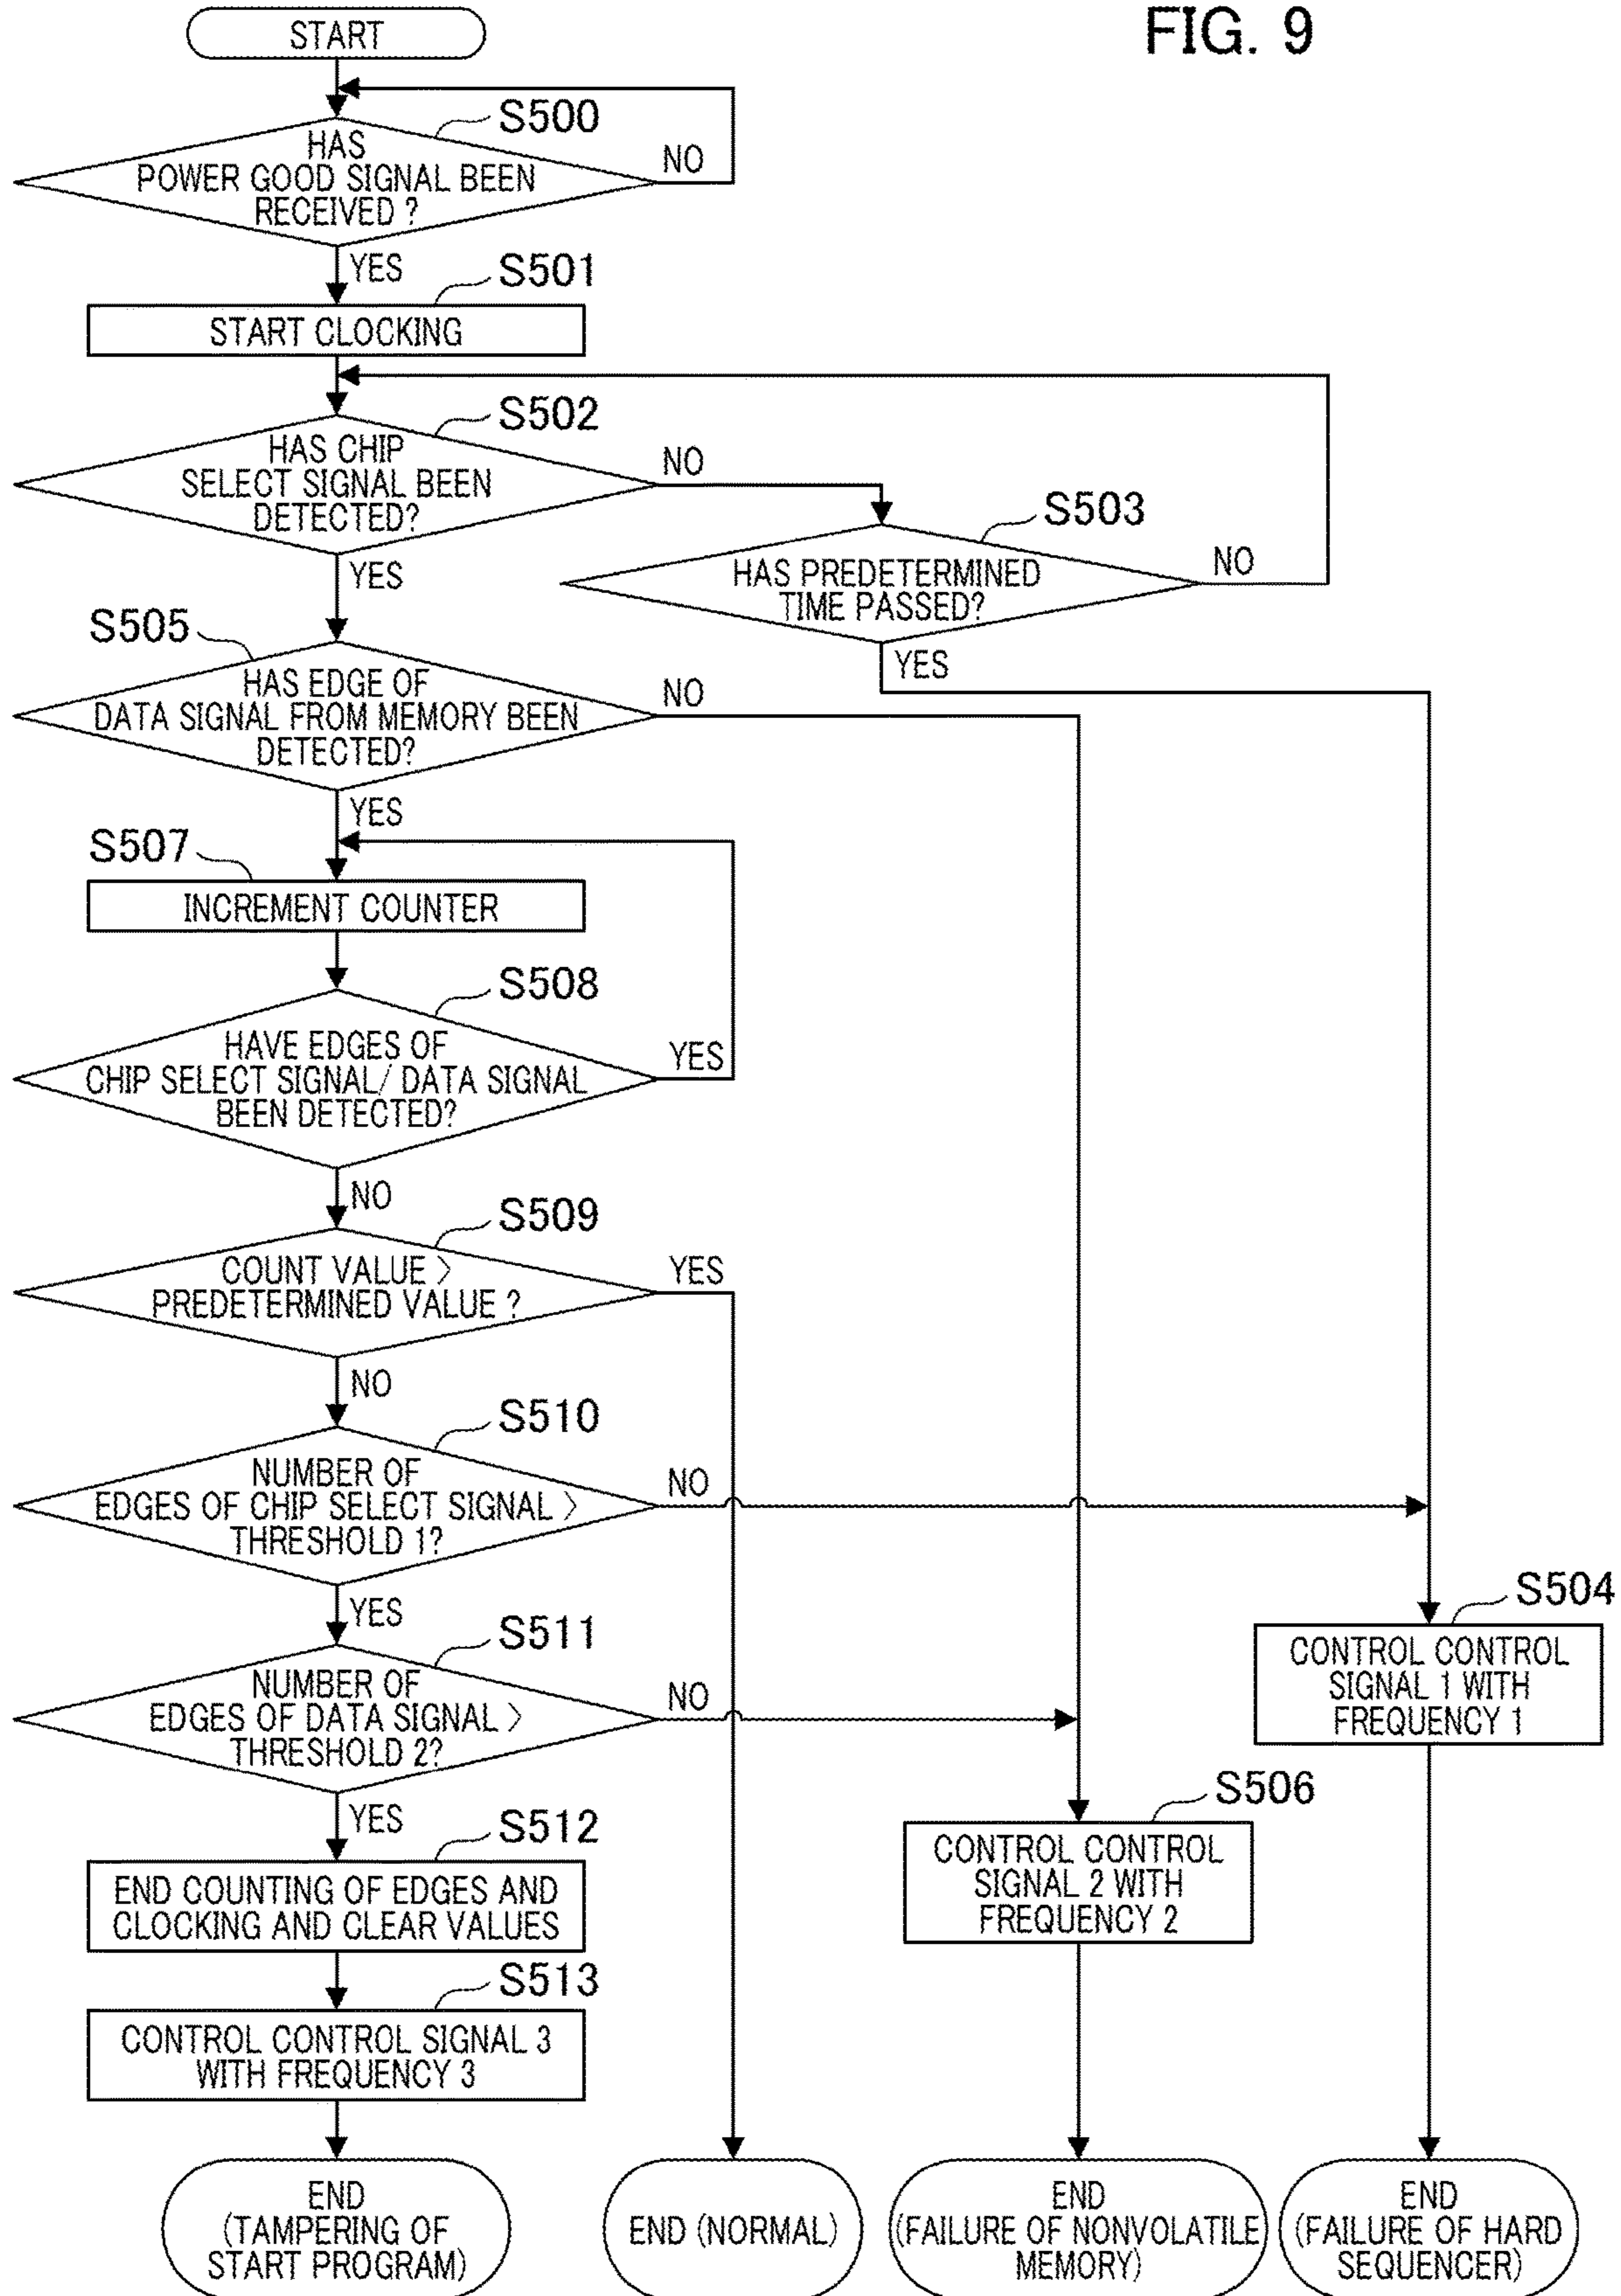 FIG. 9
START
S500
HAS
POWER GOOD SIGNAL BEEN
RECEIVED ?
NO
YES
S501
START CLOCKING
S502
HAS CHIP
SELECT SIGNAL BEEN
DETECTED?
NO
YES
S503
HAS PREDETERMINED
TIME PASSED?
NO
YES
S505
HAS EDGE OF
DATA SIGNAL FROM MEMORY BEEN
DETECTED?
NO
YES
S507
INCREMENT COUNTER
S508
HAVE EDGES OF
CHIP SELECT SIGNAL/ DATA SIGNAL
BEEN DETECTED?
YES
NO
S509
COUNT VALUE >
PREDETERMINED VALUE ?
YES
NO
S510
NUMBER OF
EDGES OF CHIP SELECT SIGNAL >
THRESHOLD 1?
NO
YES
S504
CONTROL CONTROL
SIGNAL 1 WITH
FREQUENCY 1
S511
NUMBER OF
EDGES OF DATA SIGNAL >
THRESHOLD 2?
NO
YES
S506
CONTROL CONTROL
SIGNAL 2 WITH
FREQUENCY 2
S512
END COUNTING OF EDGES AND
CLOCKING AND CLEAR VALUES
S513
CONTROL CONTROL SIGNAL 3
WITH FREQUENCY 3
END
(TAMPERING OF
START PROGRAM)
END (NORMAL)
END
(FAILURE OF NONVOLATILE
MEMORY)
END
(FAILURE OF HARD
SEQUENCER)